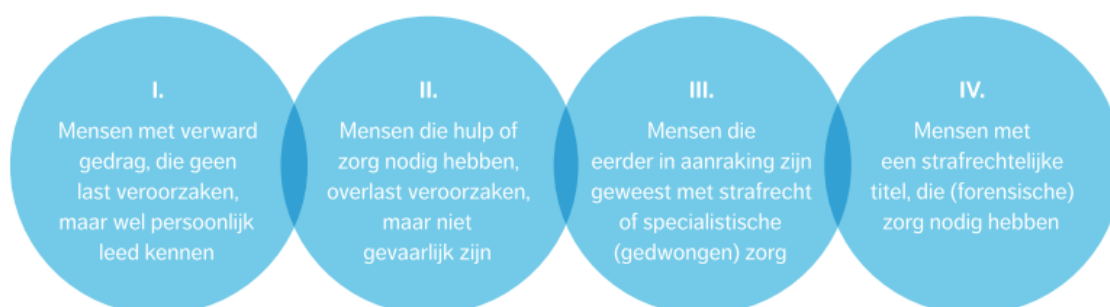 I.
Mensen met verward
gedrag, die geen
last veroorzaken,
maar wel persoonlijk
leed kennen
II.
Mensen die hulp of
zorg nodig hebben,
overlast veroorzaken,
maar niet
gevaarlijk zijn
III.
Mensen die
eerder in aanraking zijn
geweest met strafrecht
of specialistische
(gedwongen) zorg
IV.
Mensen met
een strafrechtelijke
titel, die (forensische)
zorg nodig hebben